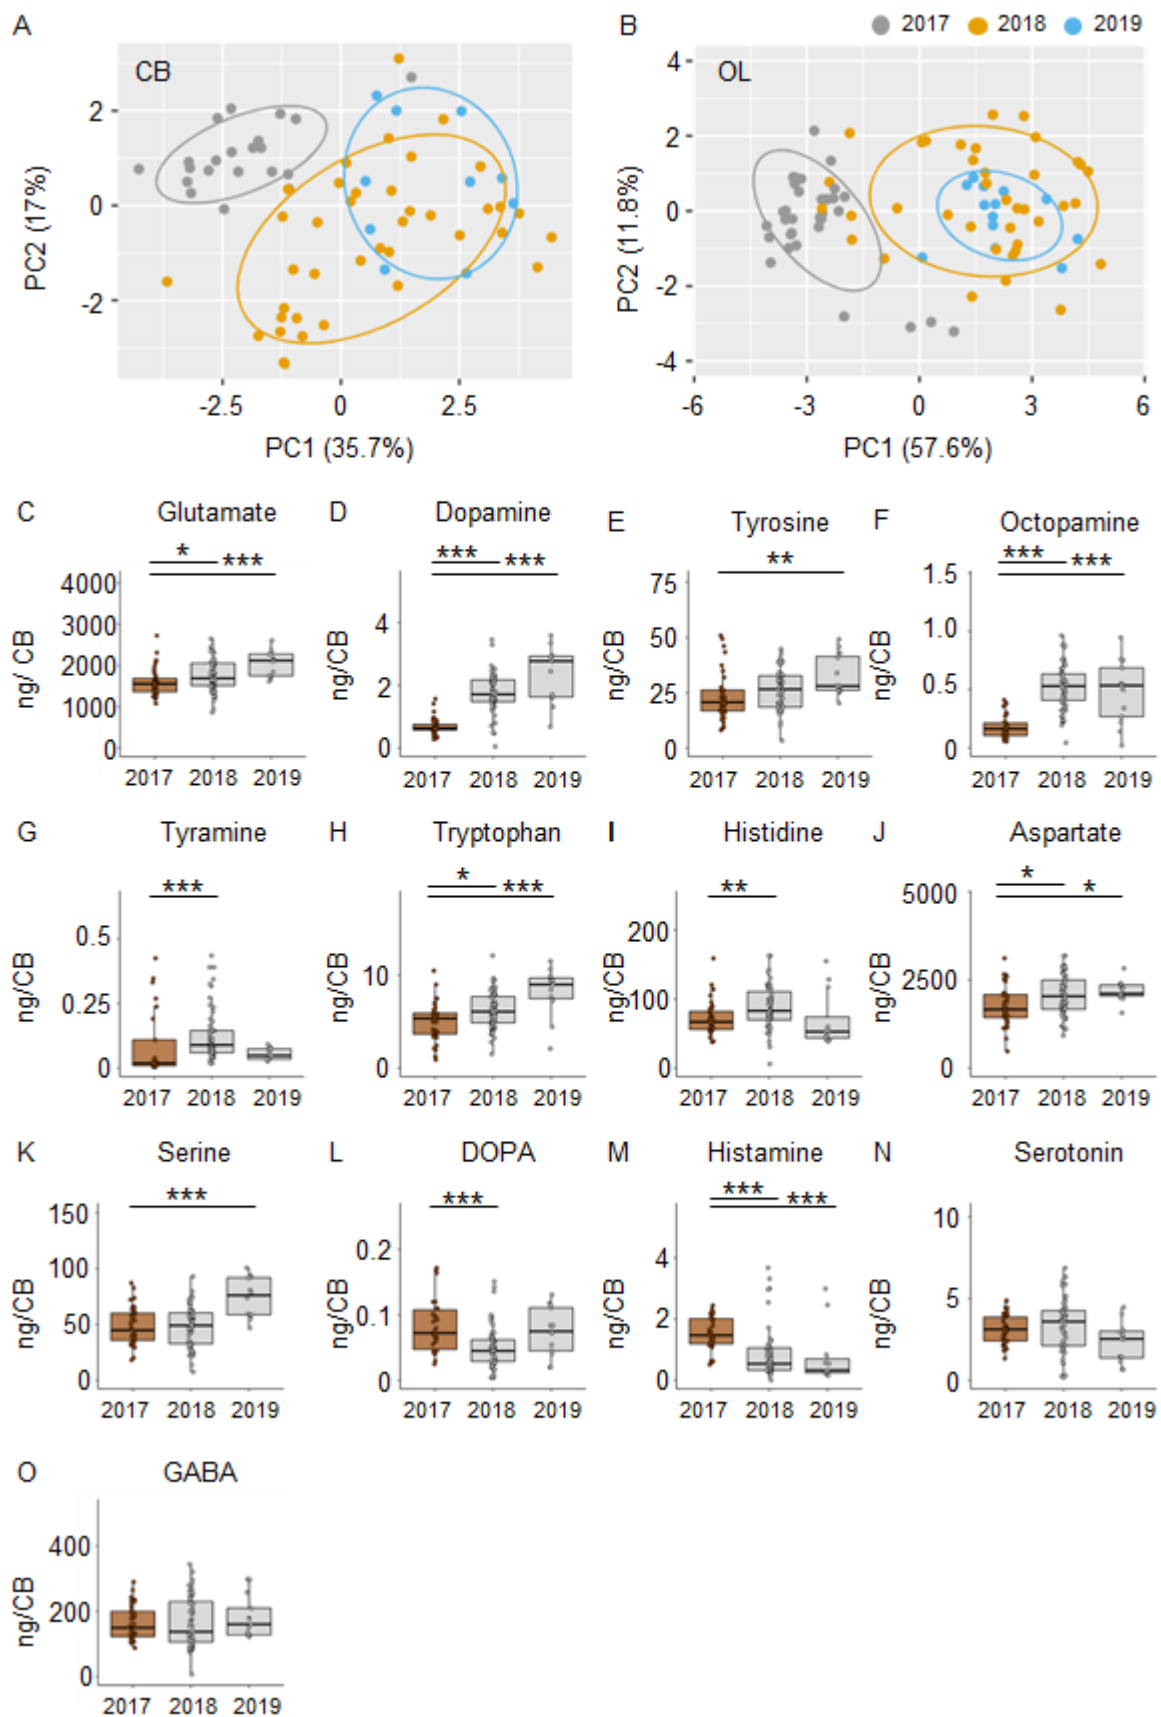 A
B
2017
2018
2019
CB
OL
2
0
-2
4
2
0
-2
-4
PC2 (17%)
PC2 (11.8%)
-2.5 0 2.5
-6 -3 0 3 6
PC1 (35.7%)
PC1 (57.6%)
C Glutamate
* ***
4000
3000
2000
1000
0
ng/ CB
2017 2018 2019
D Dopamine
*** ***
4
2
0
ng/CB
2017 2018 2019
E Tyrosine
**
75
50
25
0
ng/CB
2017 2018 2019
F Octopamine
*** ***
1.5
1.0
0.5
0
ng/CB
2017 2018 2019
G Tyramine
***
0.5
0.25
0
ng/CB
2017 2018 2019
H Tryptophan
* ***
10
0
ng/CB
2017 2018 2019
I Histidine
**
200
100
0
ng/CB
2017 2018 2019
J Aspartate
* *
5000
2500
0
ng/CB
2017 2018 2019
K Serine
***
150
100
50
0
ng/CB
2017 2018 2019
L DOPA
***
0.2
0.1
0
ng/CB
2017 2018 2019
M Histamine
*** ***
4
2
0
ng/CB
2017 2018 2019
N Serotonin
10
5
0
ng/CB
2017 2018 2019
O GABA
400
200
0
ng/CB
2017 2018 2019